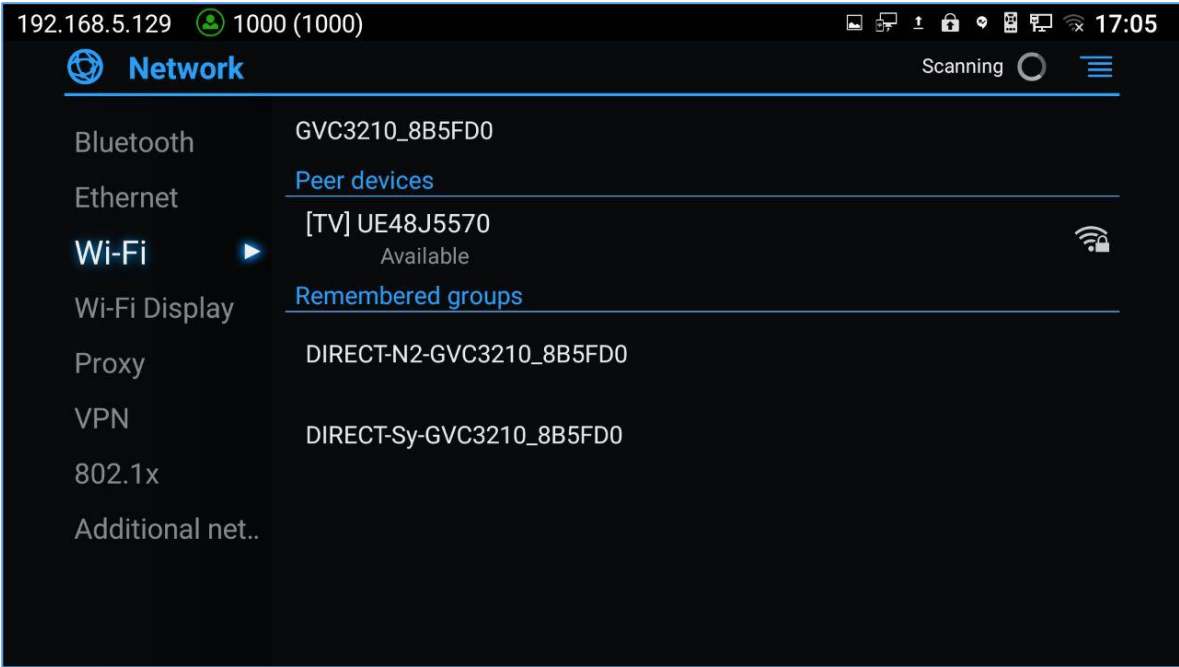 192.168.5.129 1000 (1000) 17:05
Network Scanning
Bluetooth
Ethernet
Wi-Fi
Wi-Fi Display
Proxy
VPN
802.1x
Additional net..
GVC3210_8B5FD0
Peer devices
[TV] UE48J5570
Available
Remembered groups
DIRECT-N2-GVC3210_8B5FD0
DIRECT-Sy-GVC3210_8B5FD0